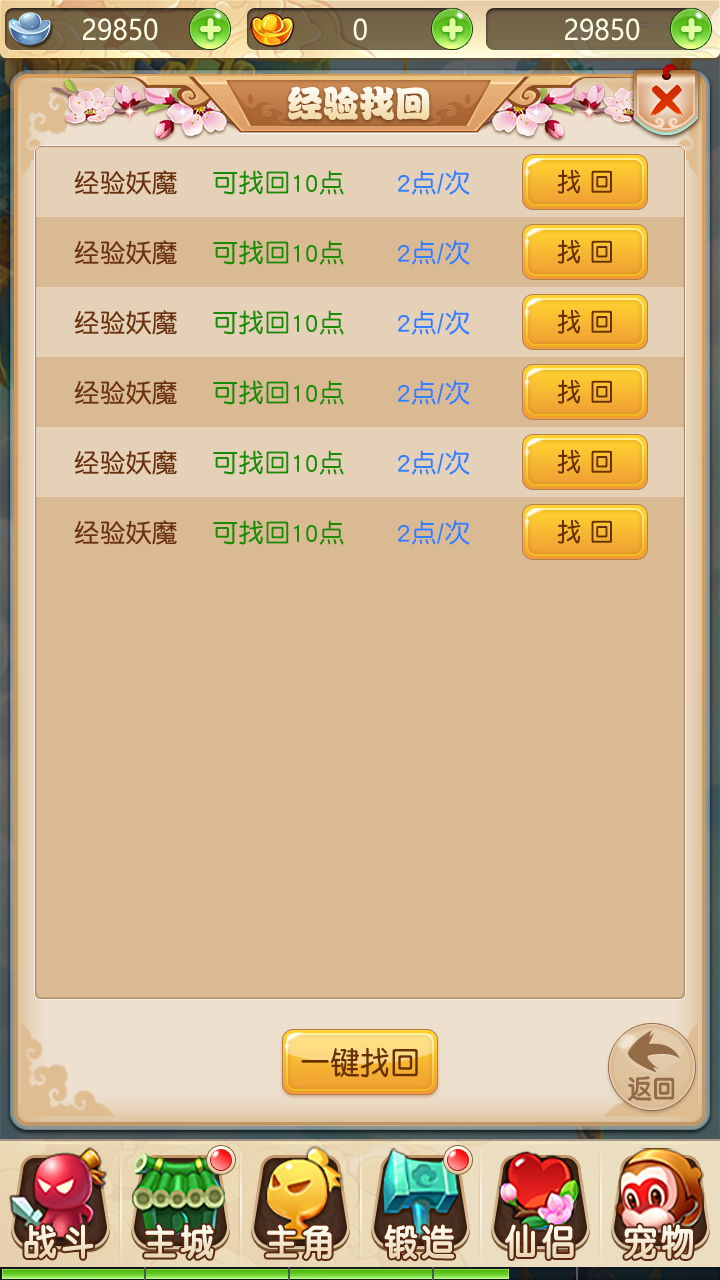 29850 0 29850
经验找回
经验妖魔 可找回10点 2点/次 找回
经验妖魔 可找回10点 2点/次 找回
经验妖魔 可找回10点 2点/次 找回
经验妖魔 可找回10点 2点/次 找回
经验妖魔 可找回10点 2点/次 找回
经验妖魔 可找回10点 2点/次 找回
一键找回
返回
战斗 主城 主角 锻造 仙侣 宠物